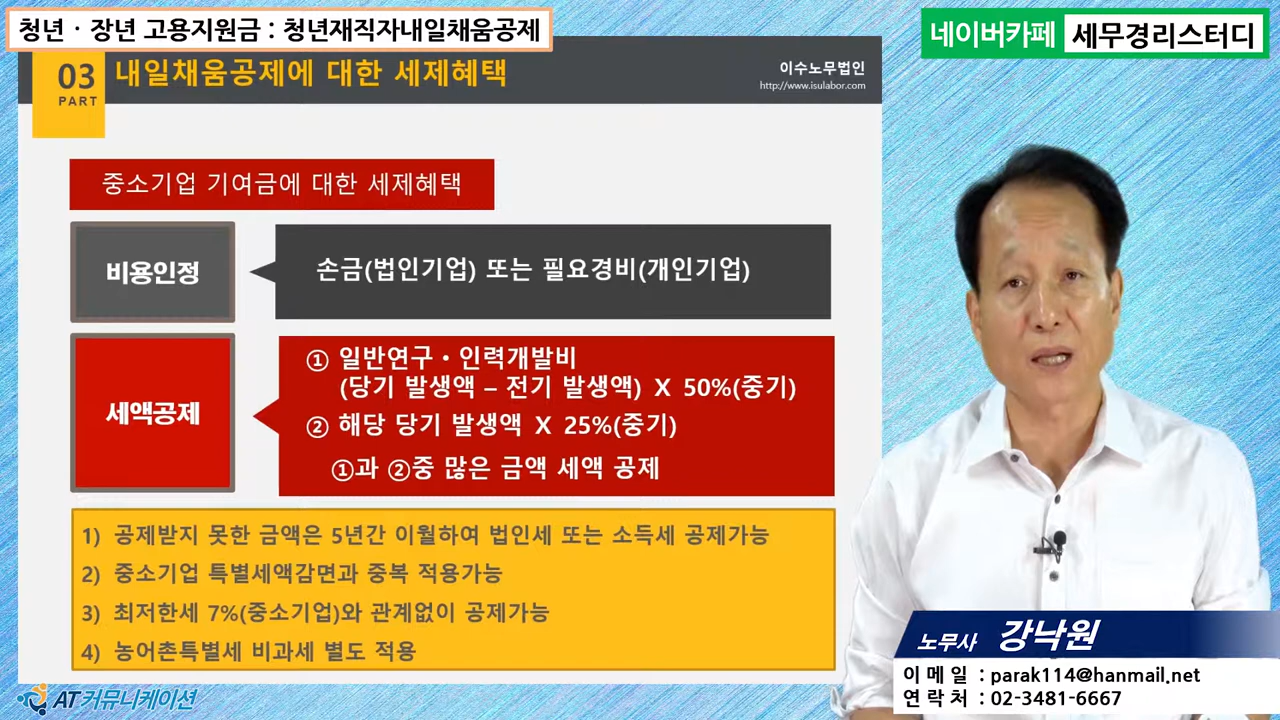 청년 · 장년 고용지원금 : 청년재직자내일채움공제
네이버카페 세무경리스터디
03
PART
내일채움공제에 대한 세제혜택
이수노무법인
http://www.isulabor.com
중소기업 기여금에 대한 세제혜택
비용인정
손금(법인기업) 또는 필요경비(개인기업)
세액공제
① 일반연구・인력개발비
(당기 발생액 – 전기 발생액) X 50%(중기)
② 해당 당기 발생액 X 25%(중기)
①과 ②중 많은 금액 세액 공제
1) 공제받지 못한 금액은 5년간 이월하여 법인세 또는 소득세 공제가능
2) 중소기업 특별세액감면과 중복 적용가능
3) 최저한세 7%(중소기업)와 관계없이 공제가능
4) 농어촌특별세 비과세 별도 적용
노무사 강낙원
이 메 일 : parak114@hanmail.net
연 락 처 : 02-3481-6667
AT커뮤니케이션